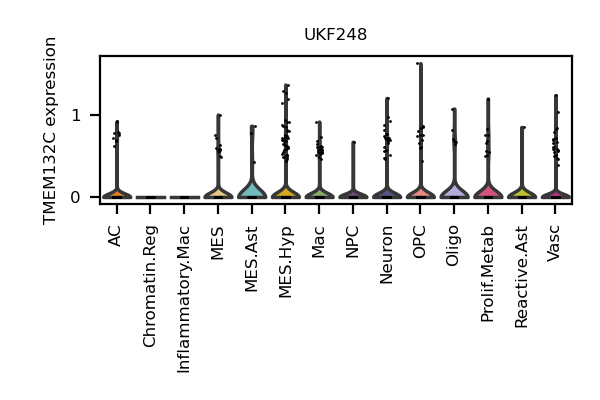 UKF248
TMEM132C expression
1
0
AC
Chromatin.Reg
Inflammatory.Mac
MES
MES.Ast
MES.Hyp
Mac
NPC
Neuron
OPC
Oligo
Prolif.Metab
Reactive.Ast
Vasc